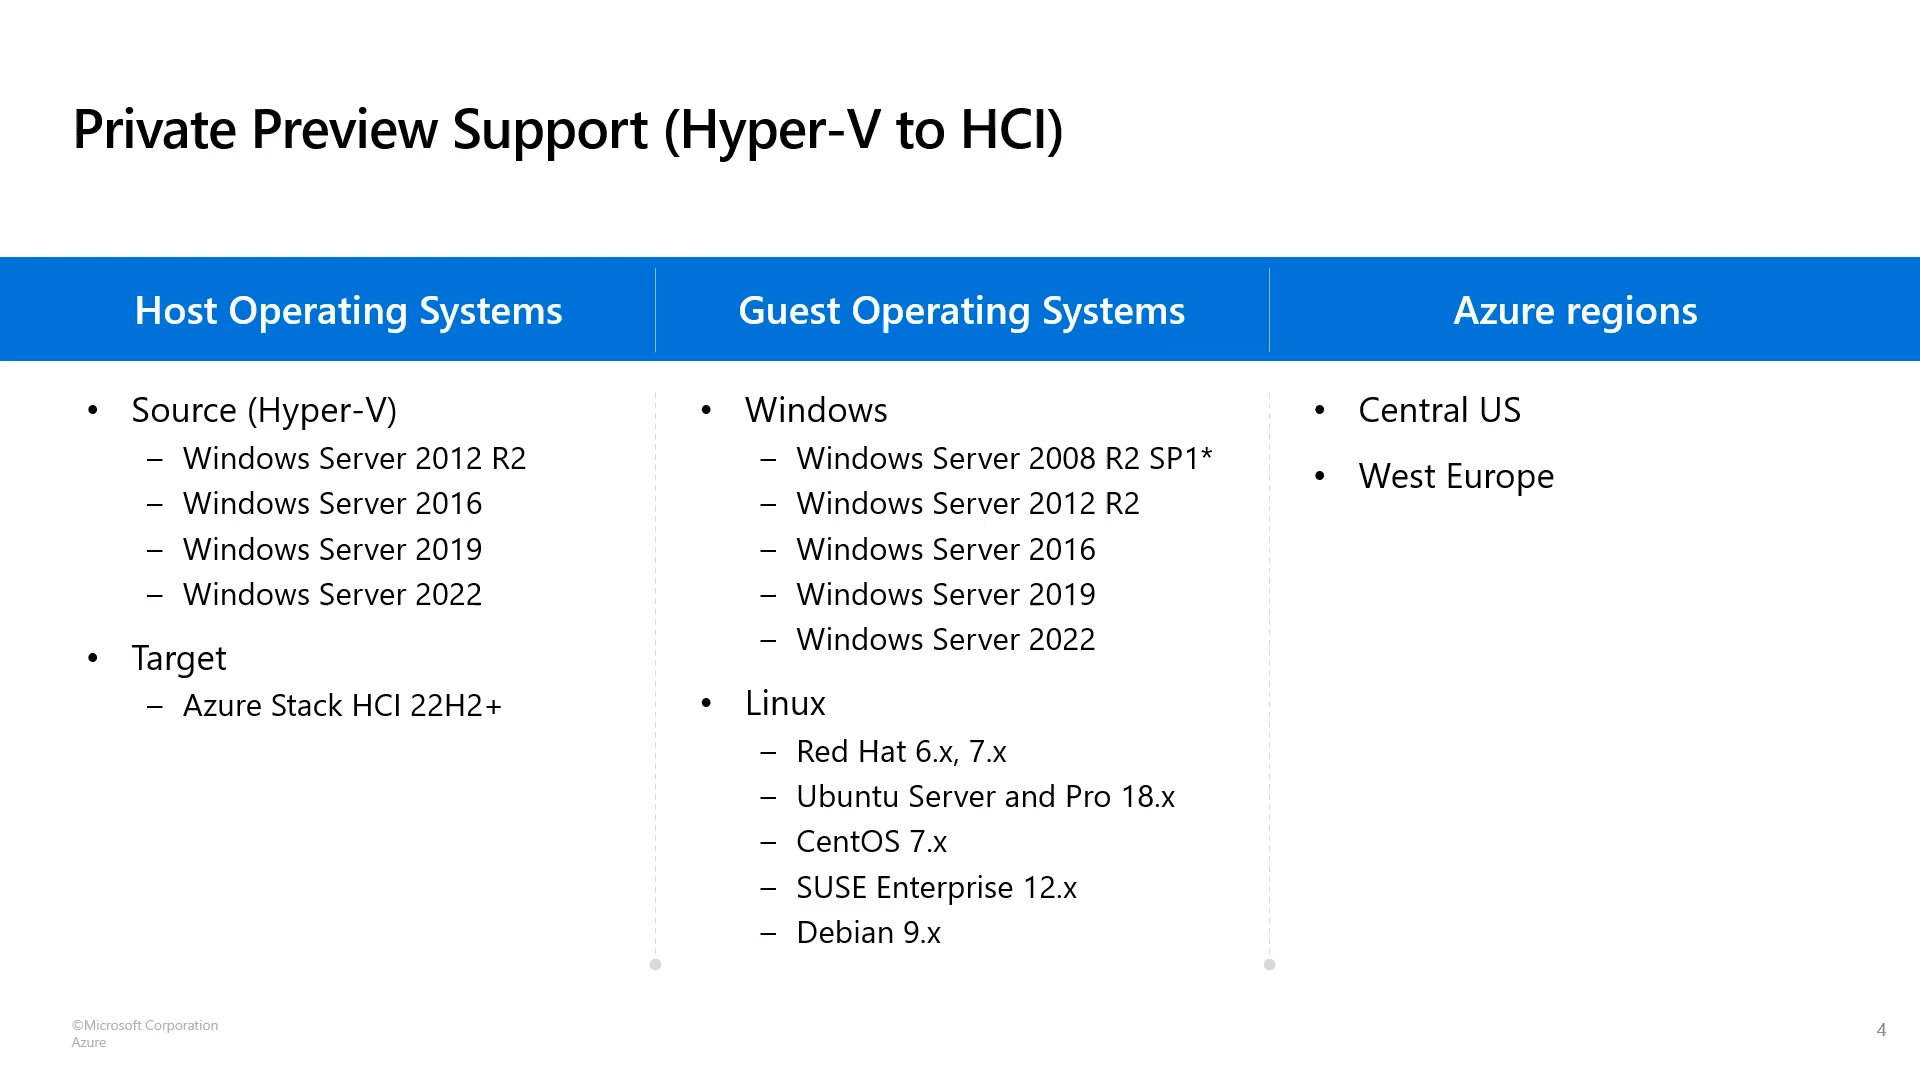 Private Preview Support (Hyper-V to HCI)
Host Operating Systems
• Source (Hyper-V)
– Windows Server 2012 R2
– Windows Server 2016
– Windows Server 2019
– Windows Server 2022
• Target
– Azure Stack HCI 22H2+
Guest Operating Systems
• Windows
– Windows Server 2008 R2 SP1*
– Windows Server 2012 R2
– Windows Server 2016
– Windows Server 2019
– Windows Server 2022
• Linux
– Red Hat 6.x, 7.x
– Ubuntu Server and Pro 18.x
– CentOS 7.x
– SUSE Enterprise 12.x
– Debian 9.x
Azure regions
• Central US
• West Europe
©Microsoft Corporation
Azure
4